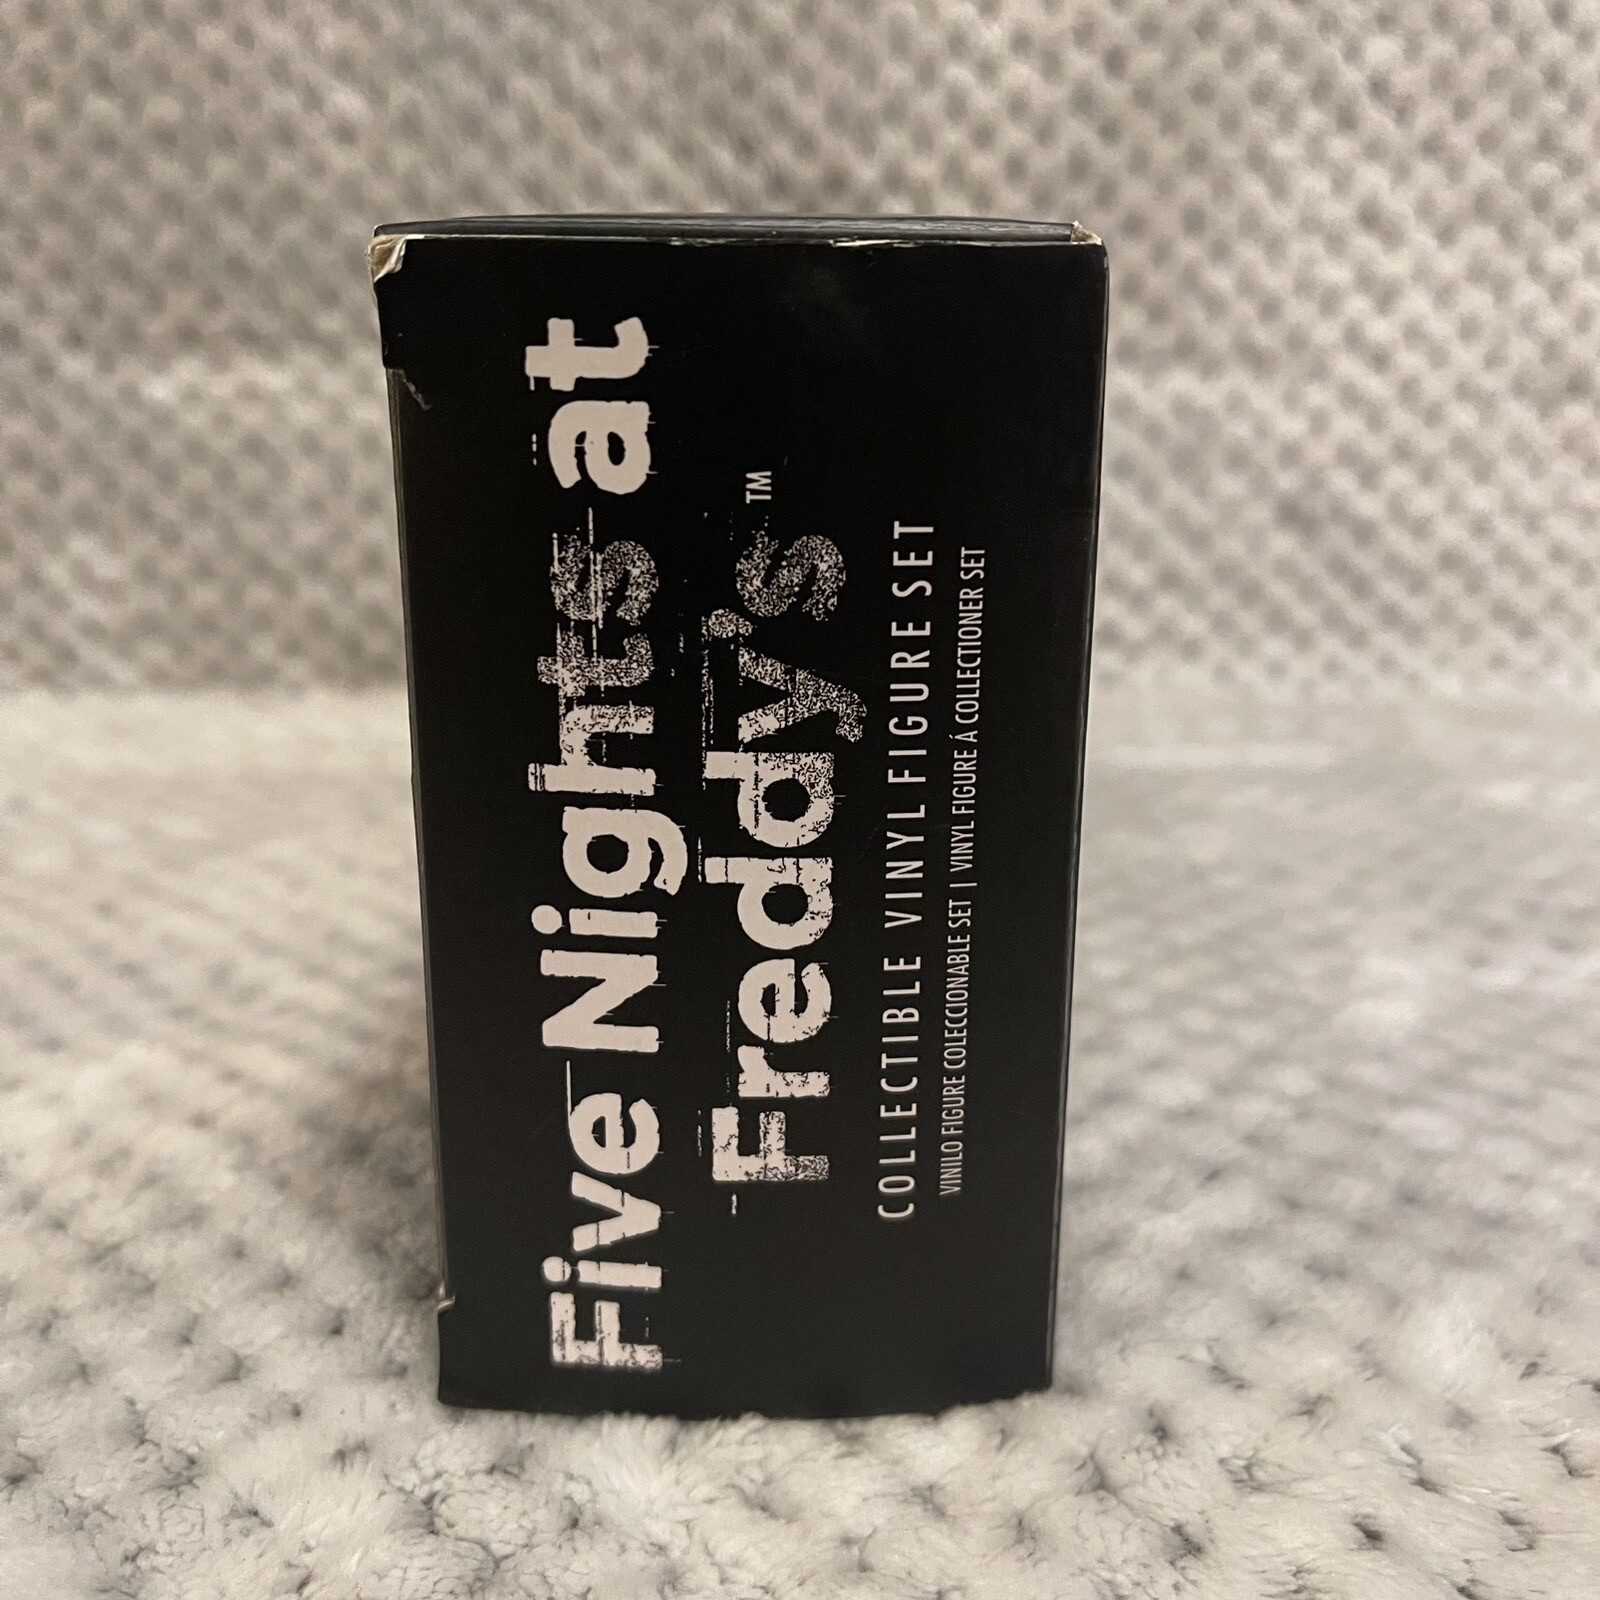 Five Nights at
Freddy's™
COLLECTIBLE VINYL FIGURE SET
VINILO FIGURE COLECCIONABLE SET | VINYL FIGURE Á COLLECTIONER SET